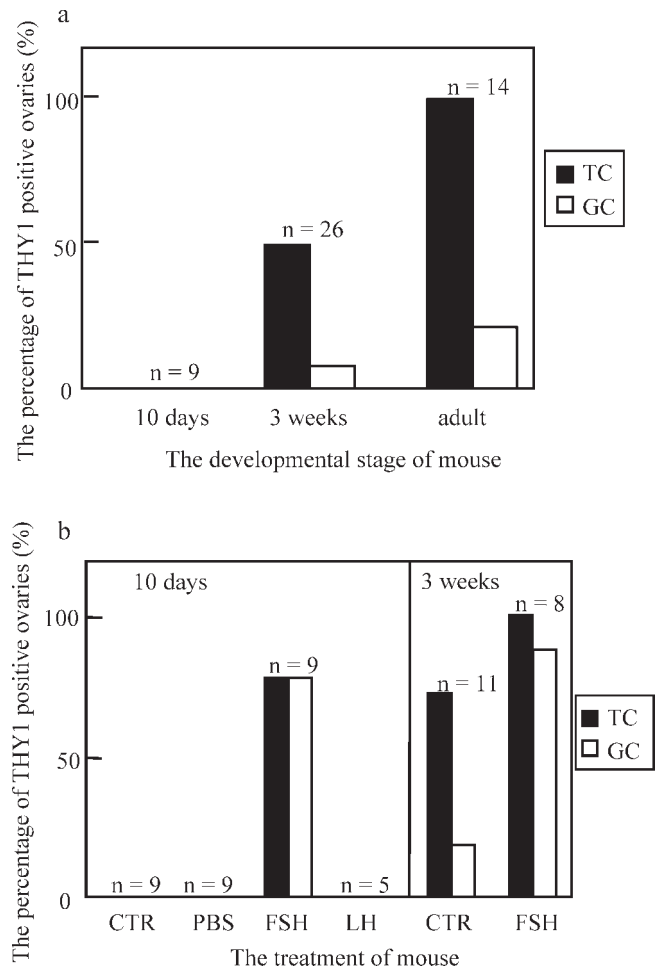 a
The percentage of THY1 positive ovaries (%)
100
50
0
n = 9
n = 26
n = 14
TC
GC
10 days
3 weeks
adult
The developmental stage of mouse
b
The percentage of THY1 positive ovaries (%)
100
50
0
10 days
3 weeks
n = 9
n = 9
n = 9
n = 5
n = 11
n = 8
TC
GC
CTR
PBS
FSH
LH
CTR
FSH
The treatment of mouse